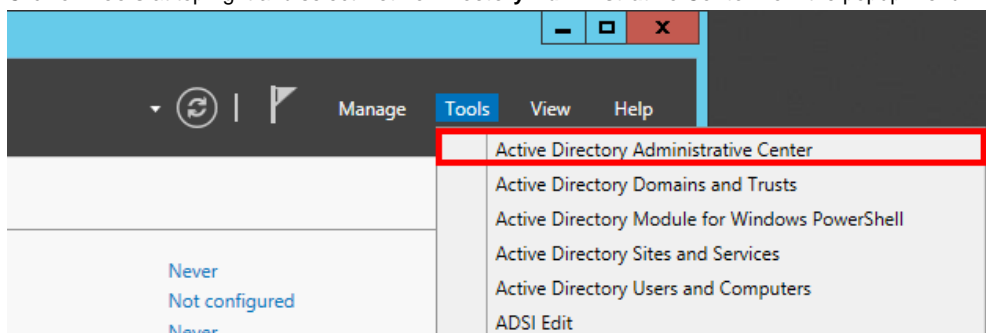 Manage Tools View Help
Active Directory Administrative Center
Active Directory Domains and Trusts
Active Directory Module for Windows PowerShell
Active Directory Sites and Services
Never
Active Directory Users and Computers
Not configured
ADSI Edit
Never